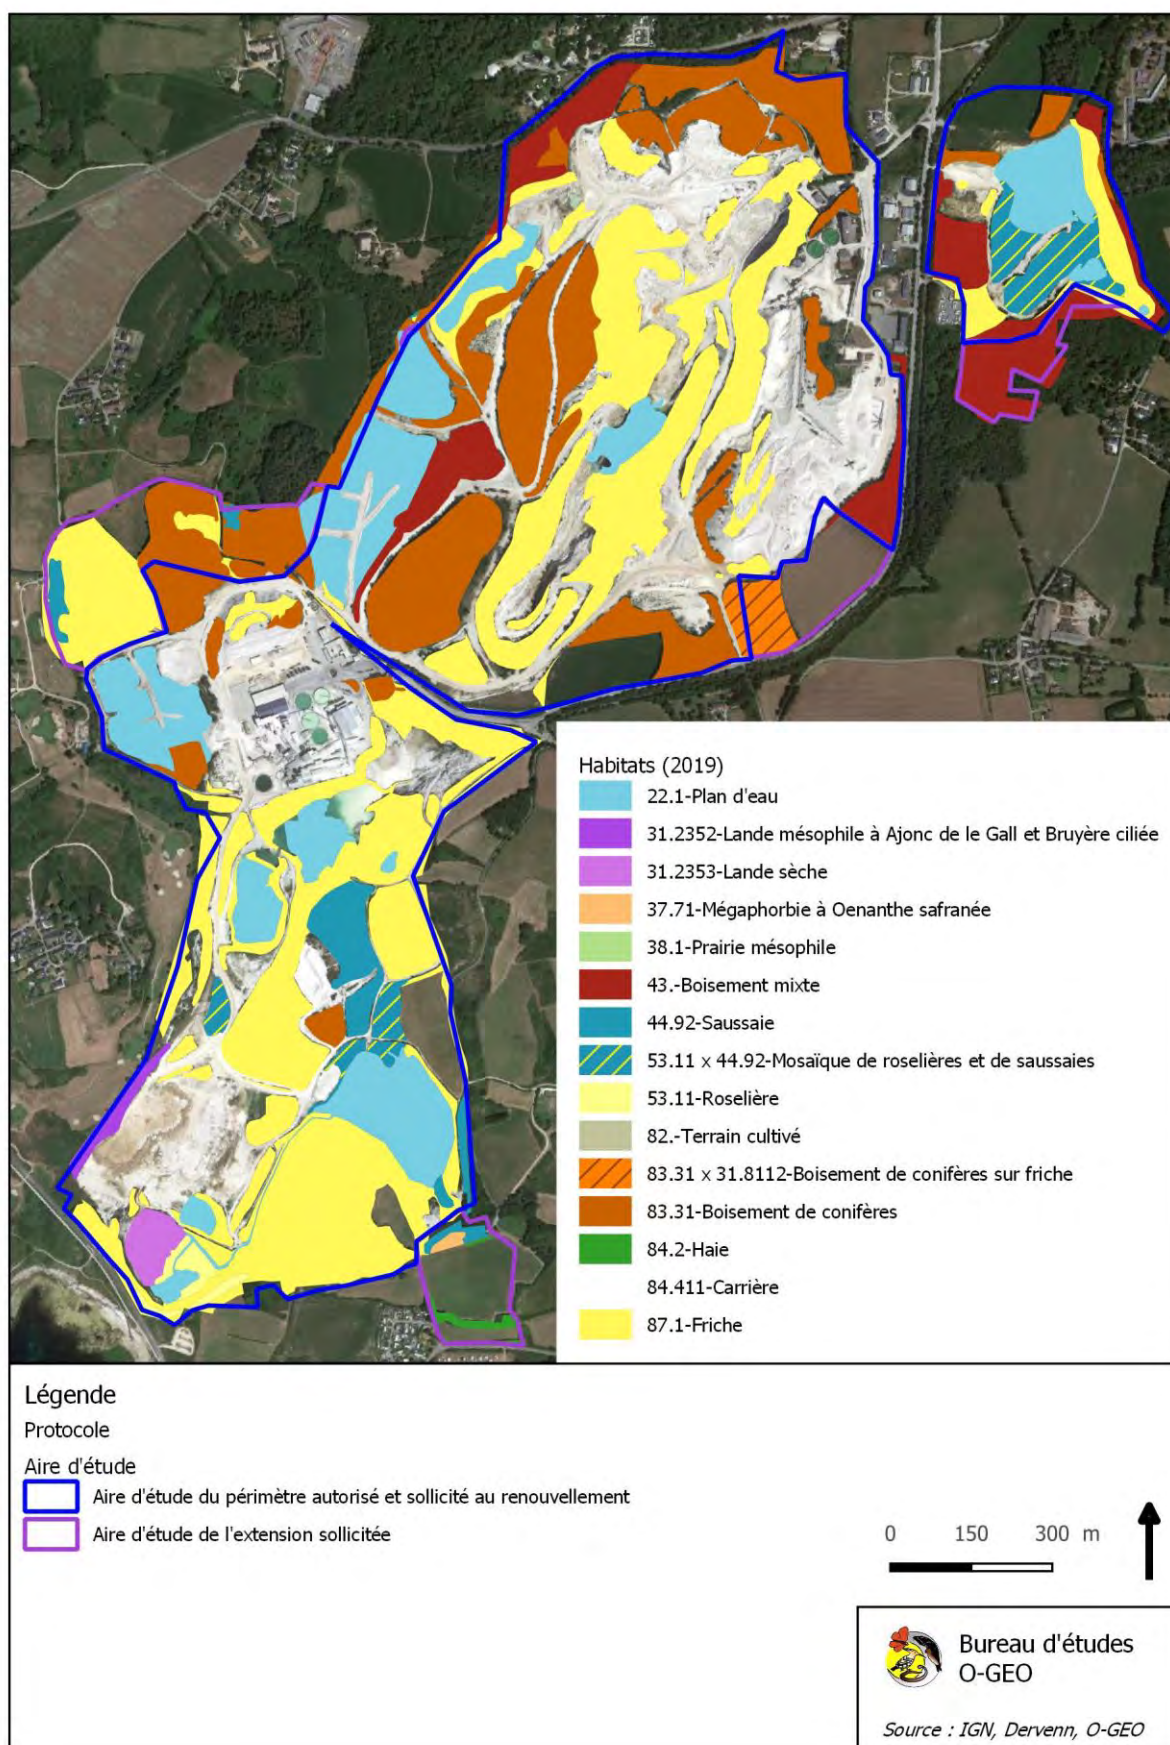 Habitats (2019)
22.1-Plan d'eau
31.2352-Lande mésophile à Ajonc de le Gall et Bruyère ciliée
31.2353-Lande sèche
37.71-Mégaphorbie à Oenanthe safranée
38.1-Prairie mésophile
43.-Boisement mixte
44.92-Saussaie
53.11 x 44.92-Mosaïque de roselières et de saussaies
53.11-Roselière
82.-Terrain cultivé
83.31 x 31.8112-Boisement de conifères sur friche
83.31-Boisement de conifères
84.2-Haie
84.411-Carrière
87.1-Friche
Légende
Protocole
Aire d'étude
Aire d'étude du périmètre autorisé et sollicité au renouvellement
Aire d'étude de l'extension sollicitée
0 150 300 m
Bureau d'études
O-GEO
Source : IGN, Dervenn, O-GEO